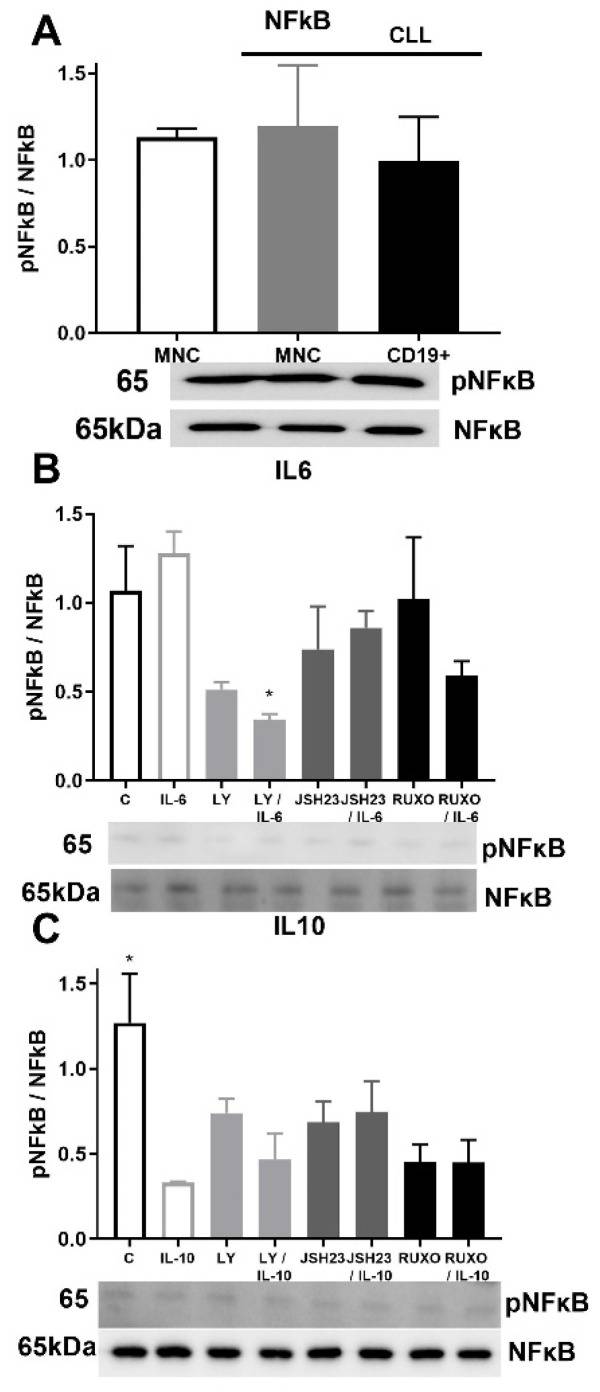 A
NFkB
CLL
pNFkB / NFkB
1.5
1.0
0.5
0.0
MNC MNC CD19+
65 pNFκB
65kDa NFκB
B
IL6
pNFkB / NFkB
1.5
1.0
*
0.5
0.0
C IL-6 LY LY / IL-6 JSH23 JSH23 / IL-6 RUXO RUXO / IL-6
65 pNFκB
65kDa NFκB
C
IL10
*
pNFkB / NFkB
1.5
1.0
0.5
0.0
C IL-10 LY LY / IL-10 JSH23 JSH23 / IL-10 RUXO RUXO / IL-10
65 pNFκB
65kDa NFκB